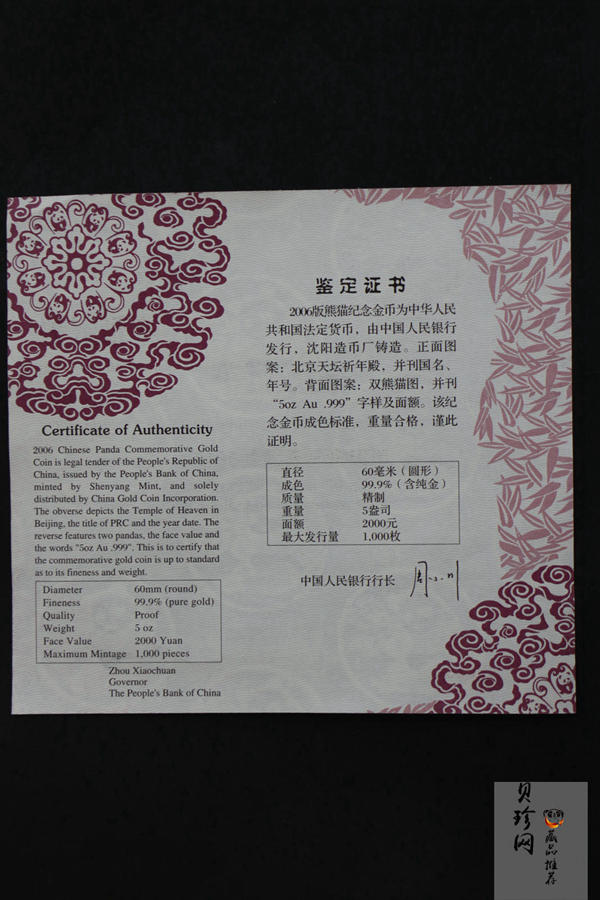 鉴定证书
2006版熊猫纪念金币为中华人民
共和国法定货币，由中国人民银行
发行，沈阳造币厂铸造。正面图
案：北京天坛祈年殿，并刊国名、
年号。背面图案：双熊猫图，并刊
“5oz Au .999”字样及面额。该纪
念金币成色标准，重量合格，谨此
证明。
直径 60毫米（圆形）
成色 99.9%（含纯金）
质量 精制
重量 5盎司
面额 2000元
最大发行量 1,000枚
中国人民银行行长
Certificate of Authenticity
2006 Chinese Panda Commemorative Gold
Coin is legal tender of the People's Republic of
China, issued by the People's Bank of China,
minted by Shenyang Mint, and solely
distributed by China Gold Coin Incorporation.
The obverse depicts the Temple of Heaven in
Beijing, the title of PRC and the year date. The
reverse features two pandas, the face value and
the words "5oz Au .999". This is to certify that
the commemorative gold coin is up to standard
as to its fineness and weight.
Diameter 60mm (round)
Fineness 99.9% (pure gold)
Quality Proof
Weight 5 oz
Face Value 2000 Yuan
Maximum Mintage 1,000 pieces
Zhou Xiaochuan
Governor
The People's Bank of China
贝珍网
藏品推荐